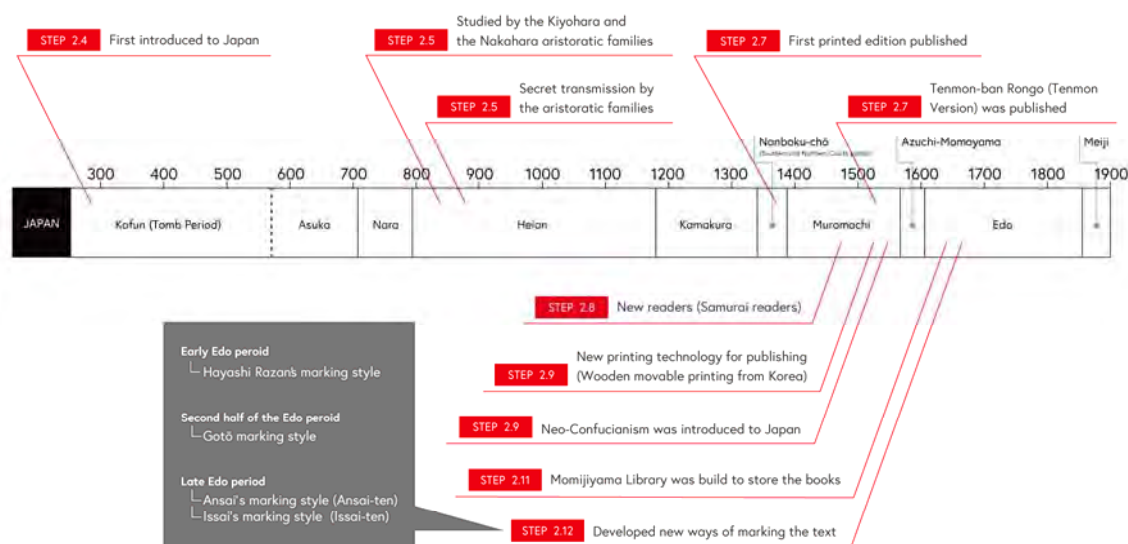 STEP 2.4 First introduced to Japan
Studied by the Kiyohara and
STEP 2.5 the Nakahara aristoratic families
STEP 2.7 First printed edition published
Secret transmission by
STEP 2.5 the aristoratic families
Tenmon-ban Rongo (Tenmon
STEP 2.7 Version) was published
Nanboku-chō
Azuchi-Momoyama
Meiji
300 400 500 600 700 800 900 1000 1100 1200 1300 1400 1500 1600 1700 1800 1900
JAPAN Kofun (Tomb Period) Asuka Nara Heian Kamakura Muromachi Edo
STEP 2.8 New readers (Samurai readers)
New printing technology for publishing
STEP 2.9 (Wooden movable printing from Korea)
STEP 2.9 Neo-Confucianism was introduced to Japan
STEP 2.11 Momijiyama Library was build to store the books
STEP 2.12 Developed new ways of marking the text
Early Edo peroid
Hayashi Razan's marking style
Second half of the Edo peroid
Gotō marking style
Late Edo period
Ansai's marking style (Ansai-ten)
Issai's marking style (Issai-ten)